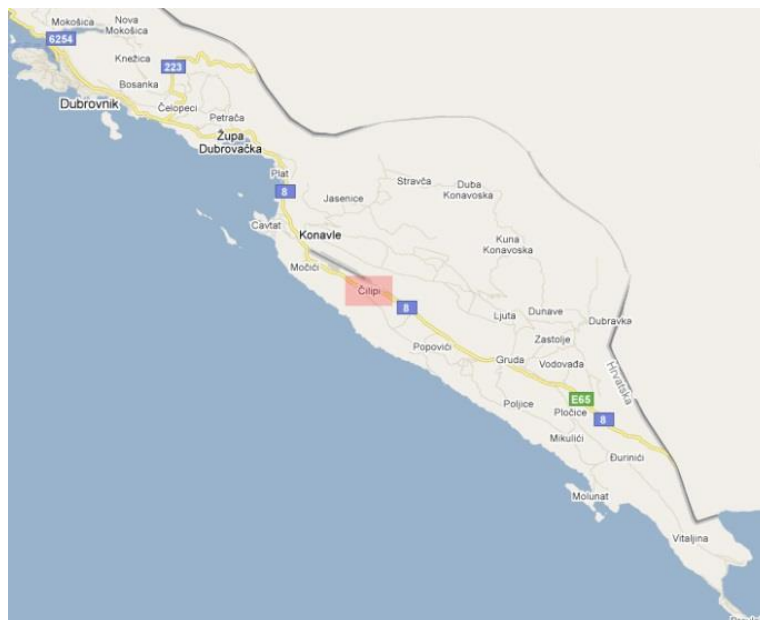 Mokošica
Nova
Mokošica
6254
Knežica
223
Bosanka
Dubrovnik
Čelopeci
Petrača
Župa
Dubrovačka
Plat
8
Stravča
Duba
Konavoska
Jasenice
Cavtat
Konavle
Kuna
Konavoska
Močići
Čilipi
8
Ljuta
Dunave
Dubravka
Zastolje
Popovići
Gruda
Vodovađa
Hrvatska
E65
Poljice
Pločice
8
Mikulići
Đurinići
Molunat
Vitaljina